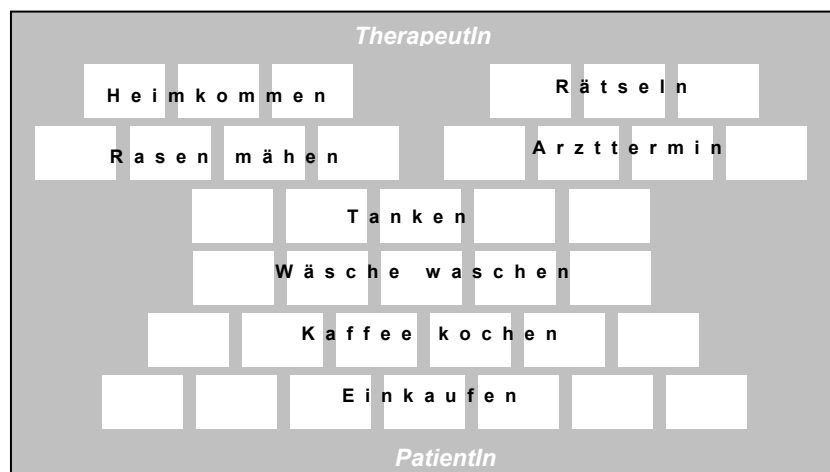 TherapeutIn
Heimkommen
Rätseln
Rasen mähen
Arzttermin
Tanken
Wäsche waschen
Kaffee kochen
Einkaufen
PatientIn